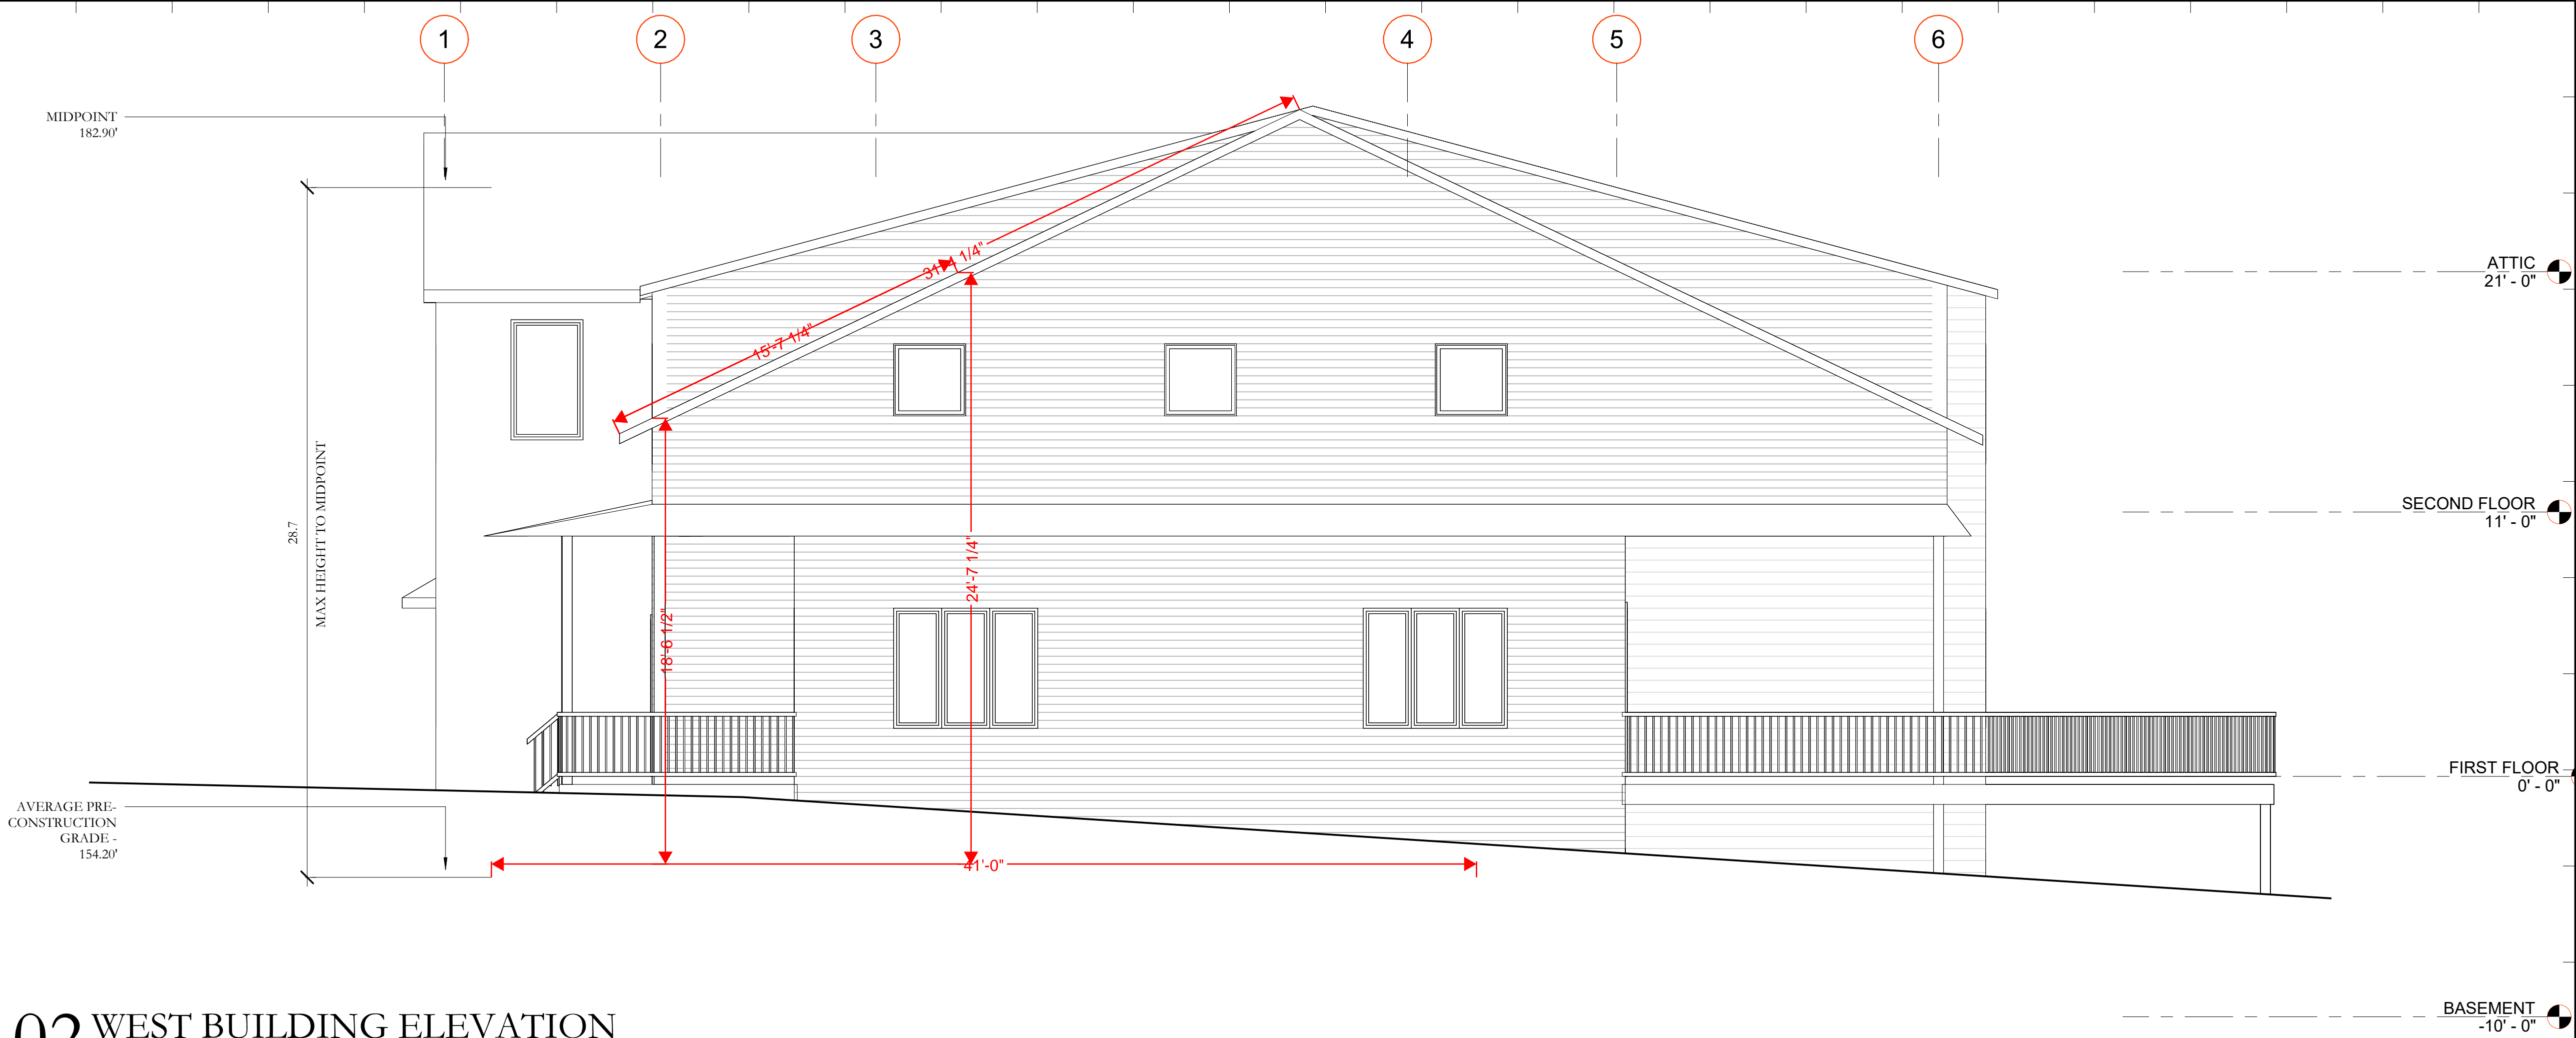 1
2
3
4
5
6
MIDPOINT
182.90'
31'-4 1/4"
ATTIC
21' - 0"
15'-7 1/4"
SECOND FLOOR
11' - 0"
28.7
MAX HEIGHT TO MIDPOINT
24'-7 1/4"
18'-6 1/2"
FIRST FLOOR
0' - 0"
AVERAGE PRE-
CONSTRUCTION
GRADE -
154.20'
41'-0"
BASEMENT
-10' - 0"
WEST BUILDING ELEVATION